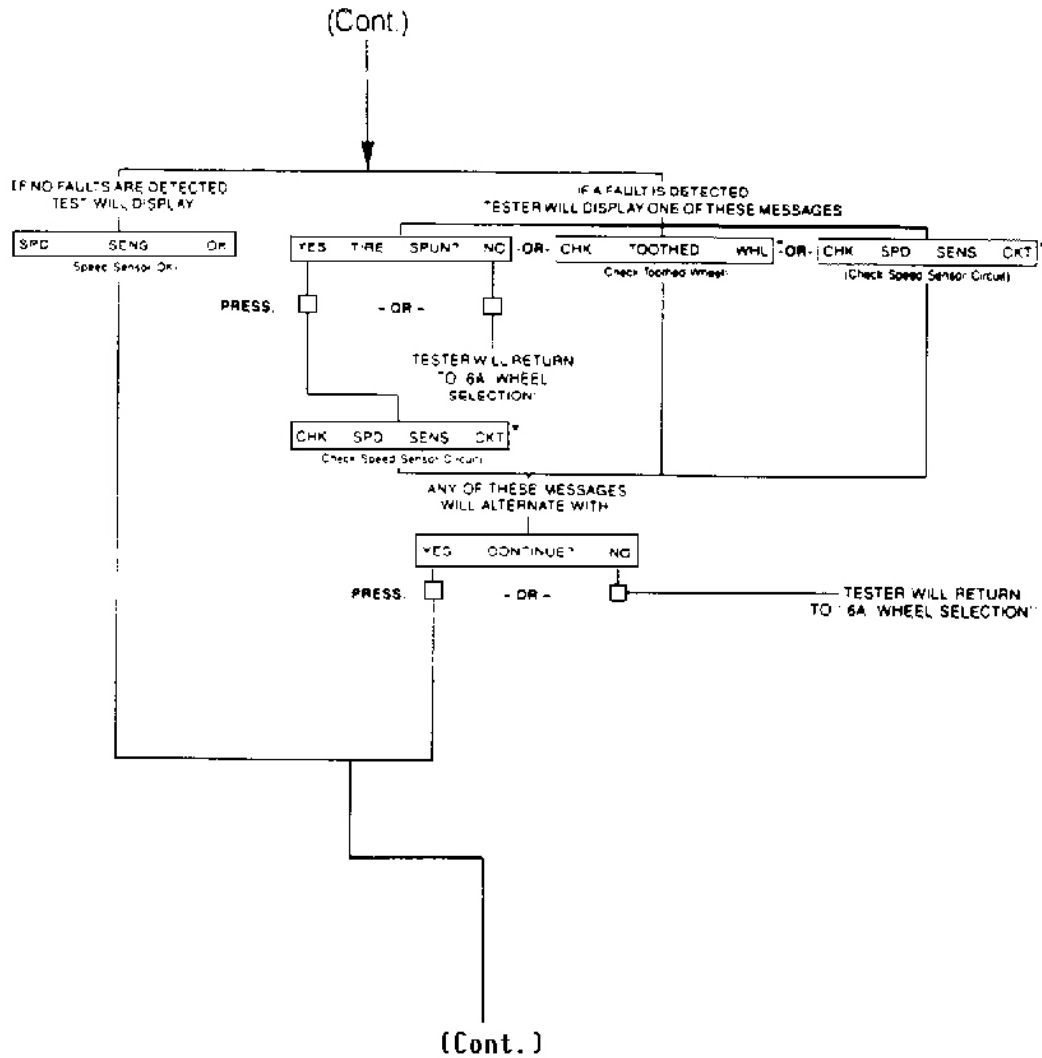 (Cont.)
IF NO FAULTS ARE DETECTED
TEST WILL DISPLAY
IF A FAULT IS DETECTED
TESTER WILL DISPLAY ONE OF THESE MESSAGES
SPD SENS OK
Speed Sensor OK)
YES TIRE SPUN? NO -OR- CHK TOOTHED WHL* -OR- CHK SPD SENS CKT*
Check Toothed Wheel)
(Check Speed Sensor Circuit)
PRESS. - OR -
TESTER WILL RETURN
TO "6A. WHEEL
SELECTION"
CHK SPD SENS CKT*
Check Speed Sensor Circuit)
ANY OF THESE MESSAGES
WILL ALTERNATE WITH
YES CONTINUE? NO
PRESS. - OR -
TESTER WILL RETURN
TO "6A. WHEEL SELECTION"
(Cont.)